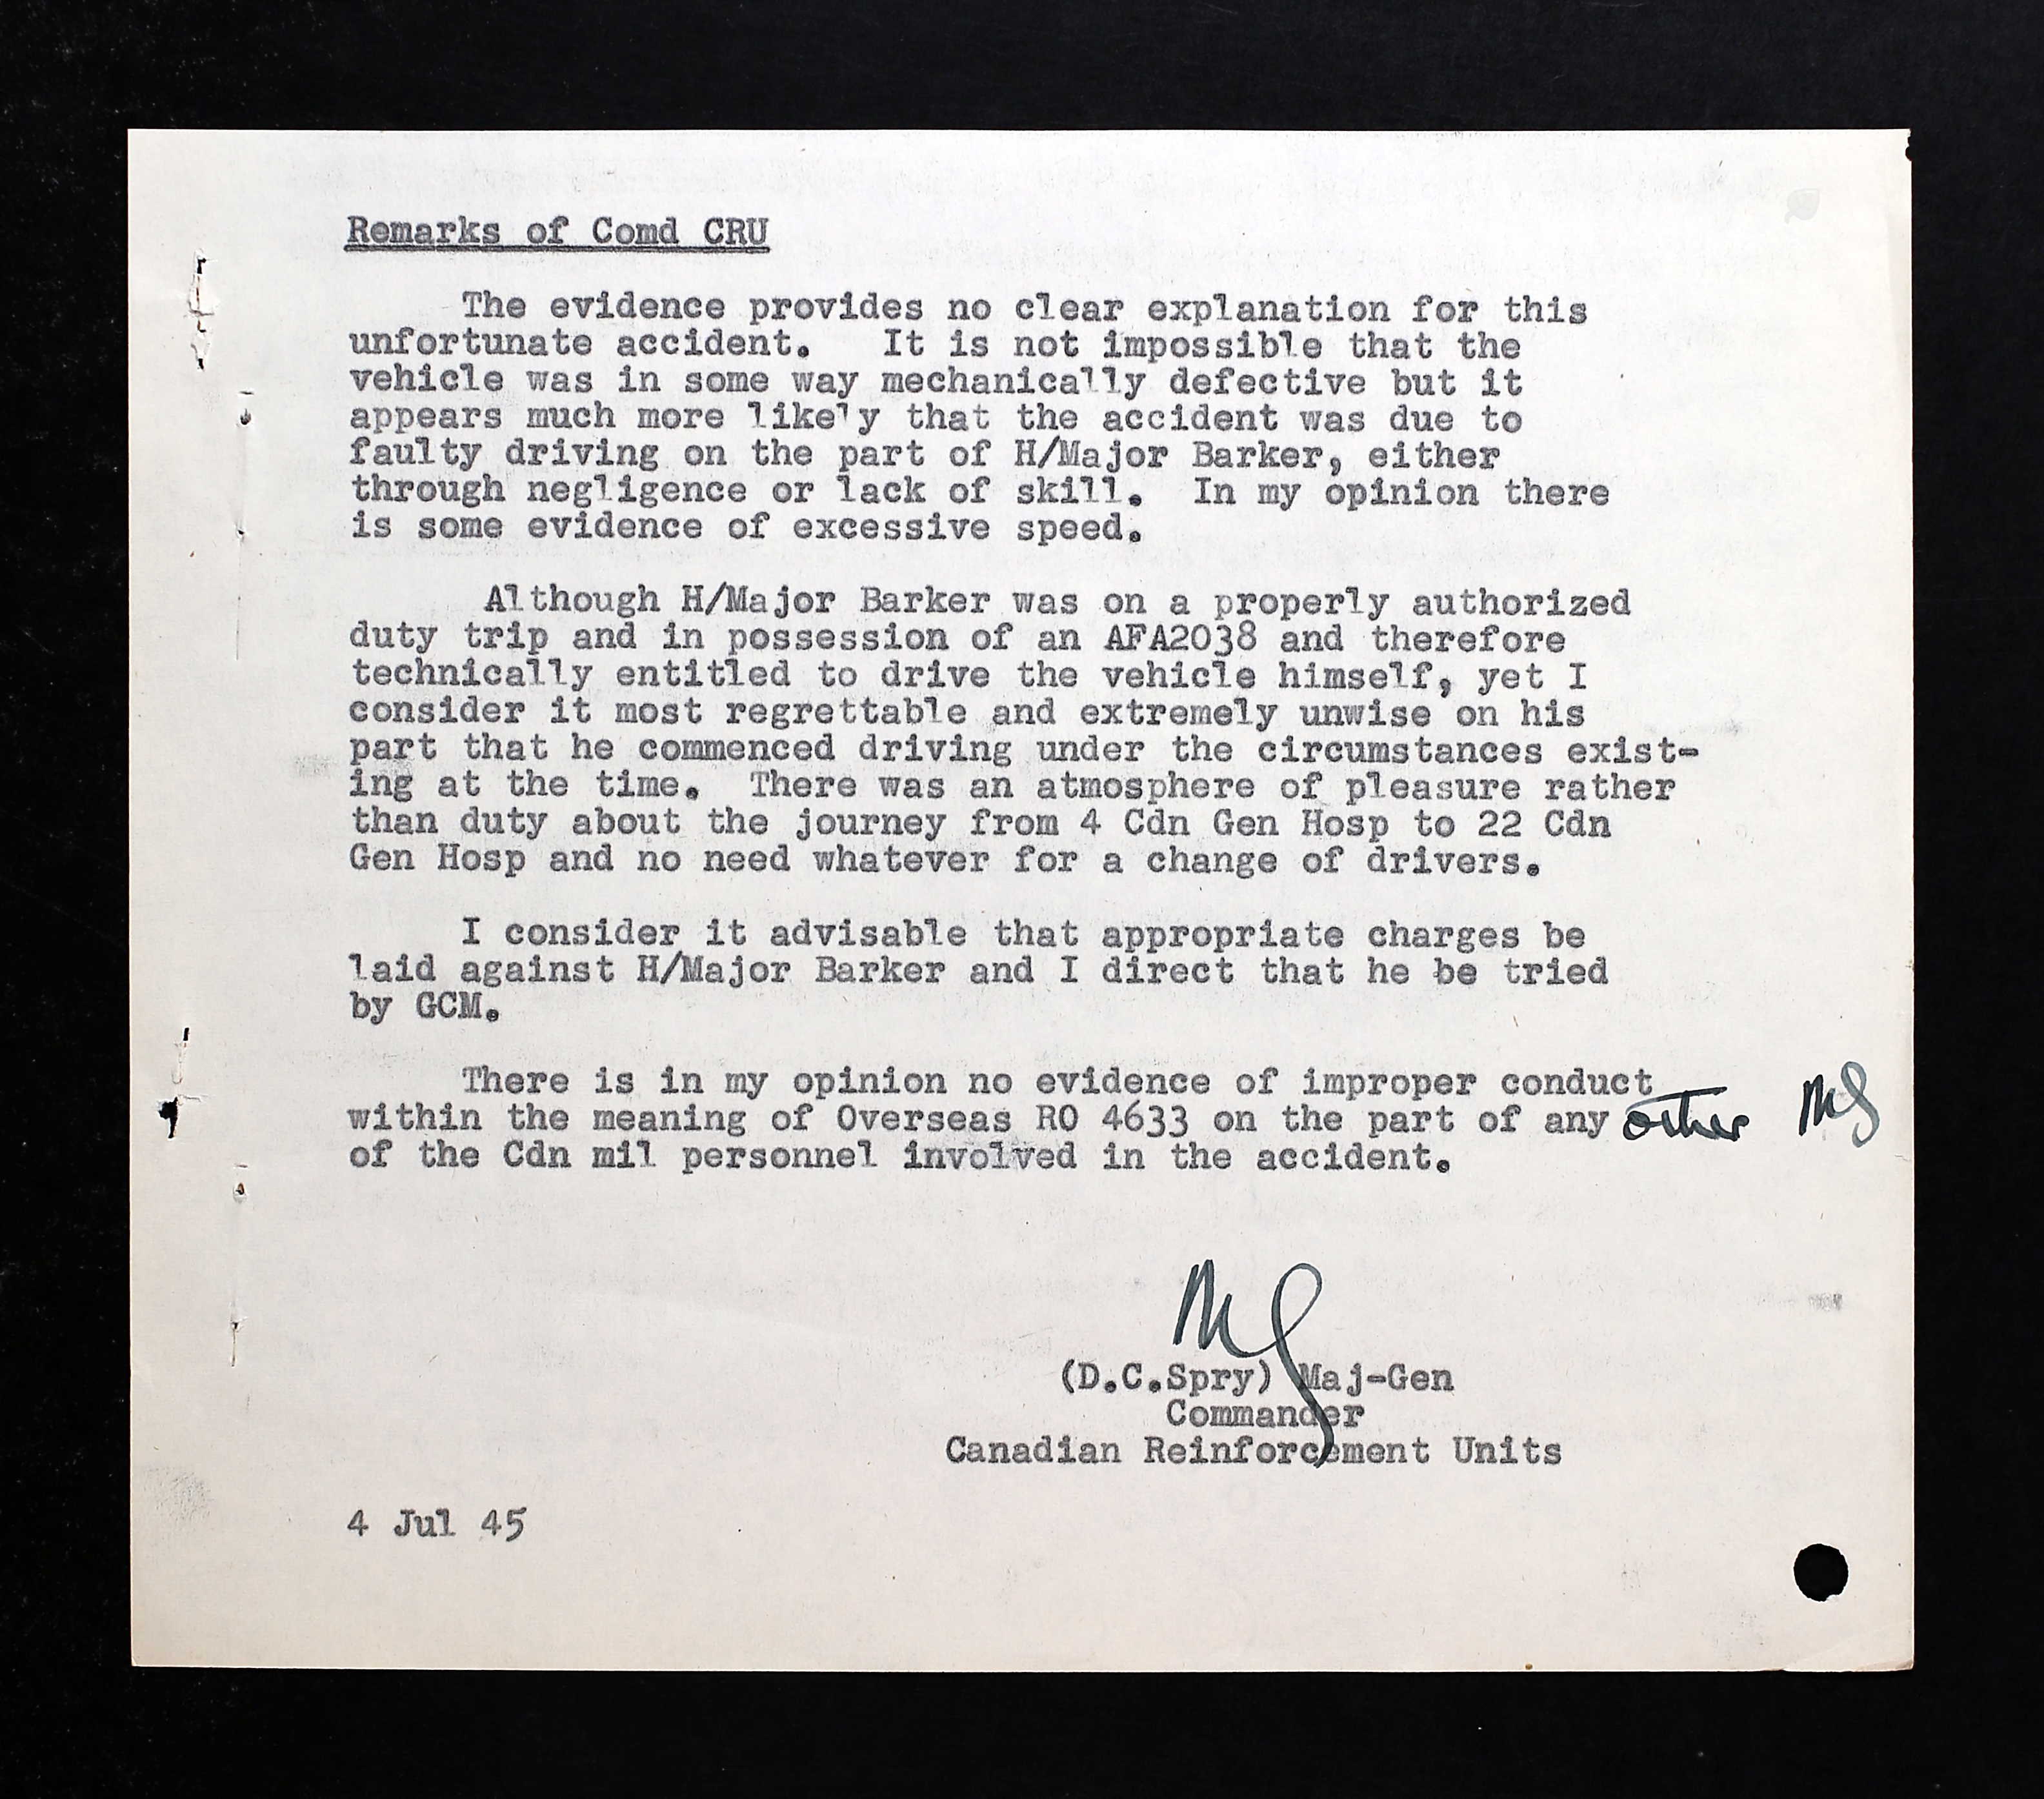 Remarks of Comd CRU
The evidence provides no clear explanation for this
unfortunate accident. It is not impossible that the
vehicle was in some way mechanically defective but it
appears much more likely that the accident was due to
faulty driving on the part of H/Major Barker, either
through negligence or lack of skill. In my opinion there
is some evidence of excessive speed.
Although H/Major Barker was on a properly authorized
duty trip and in possession of an AFA2038 and therefore
technically entitled to drive the vehicle himself, yet I
consider it most regrettable and extremely unwise on his
part that he commenced driving under the circumstances exist-
ing at the time. There was an atmosphere of pleasure rather
than duty about the journey from 4 Cdn Gen Hosp to 22 Cdn
Gen Hosp and no need whatever for a change of drivers.
I consider it advisable that appropriate charges be
laid against H/Major Barker and I direct that he be tried
by GCM.
There is in my opinion no evidence of improper conduct
within the meaning of Overseas RO 4633 on the part of any other
of the Cdn mil personnel involved in the accident.
(D.C.Spry) Maj-Gen
Commander
Canadian Reinforcement Units
4 Jul 45